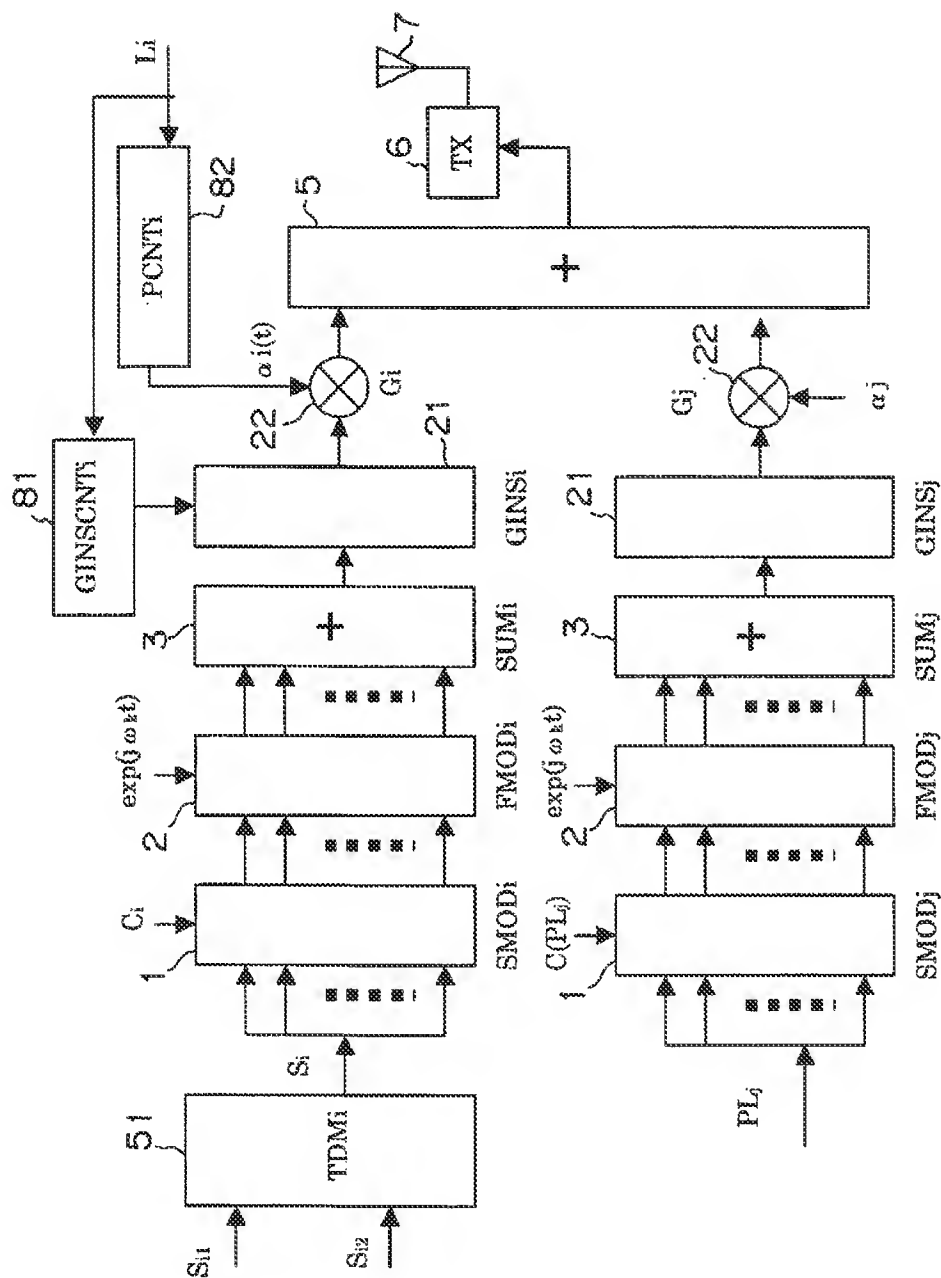 Li
81
GINSCNTi
PCNTi
82
αi(t)
7
6
TX
5
+
Si1
Si2
51
TDMi
Si
Ci
1
SMODi
exp(jωkt)
2
FMODi
3
+
SUMi
21
GINSi
22
Gi
PLj
C(PLj)
1
SMODj
exp(jωkt)
2
FMODj
3
+
SUMj
21
GINSj
Gj
22
αj